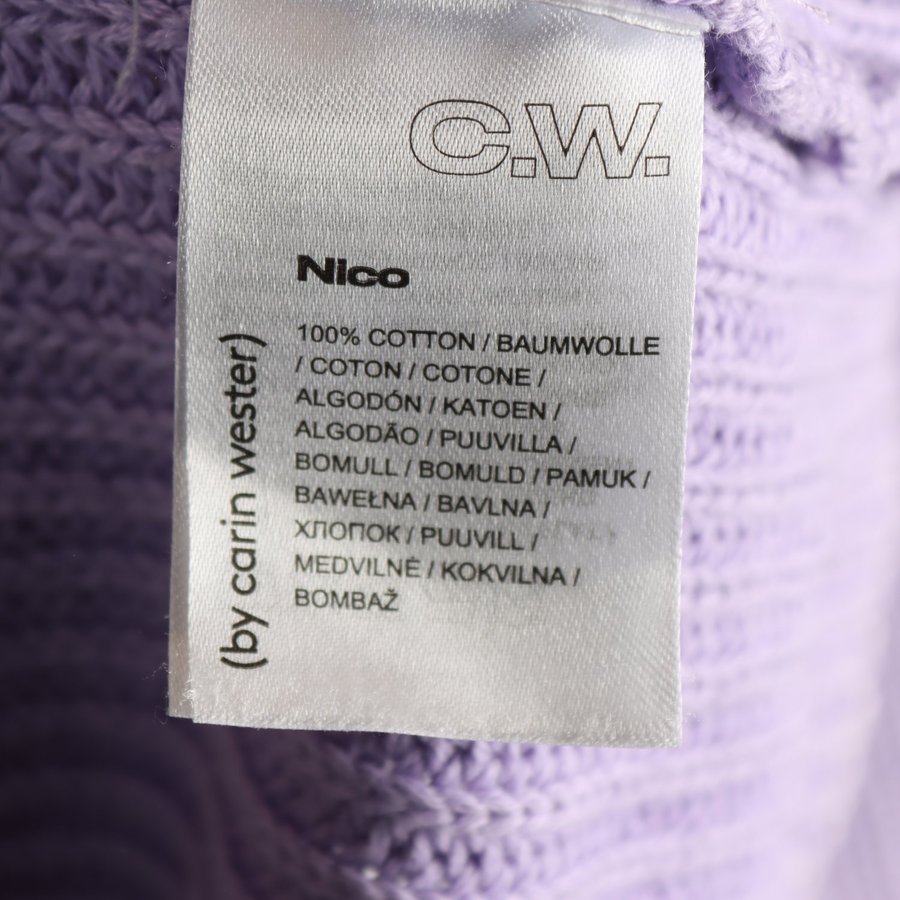 C.W.
Nico
100% COTTON / BAUMWOLLE
/ COTON / COTONE /
ALGODÓN / KATOEN /
ALGODÃO / PUUVILLA /
BOMULL / BOMULD / PAMUK /
BAWEŁNA / BAVLNA /
ХЛОПОК / PUUVILL /
MEDVILNĖ / KOKVILNA /
BOMBAŽ
(by carin wester)